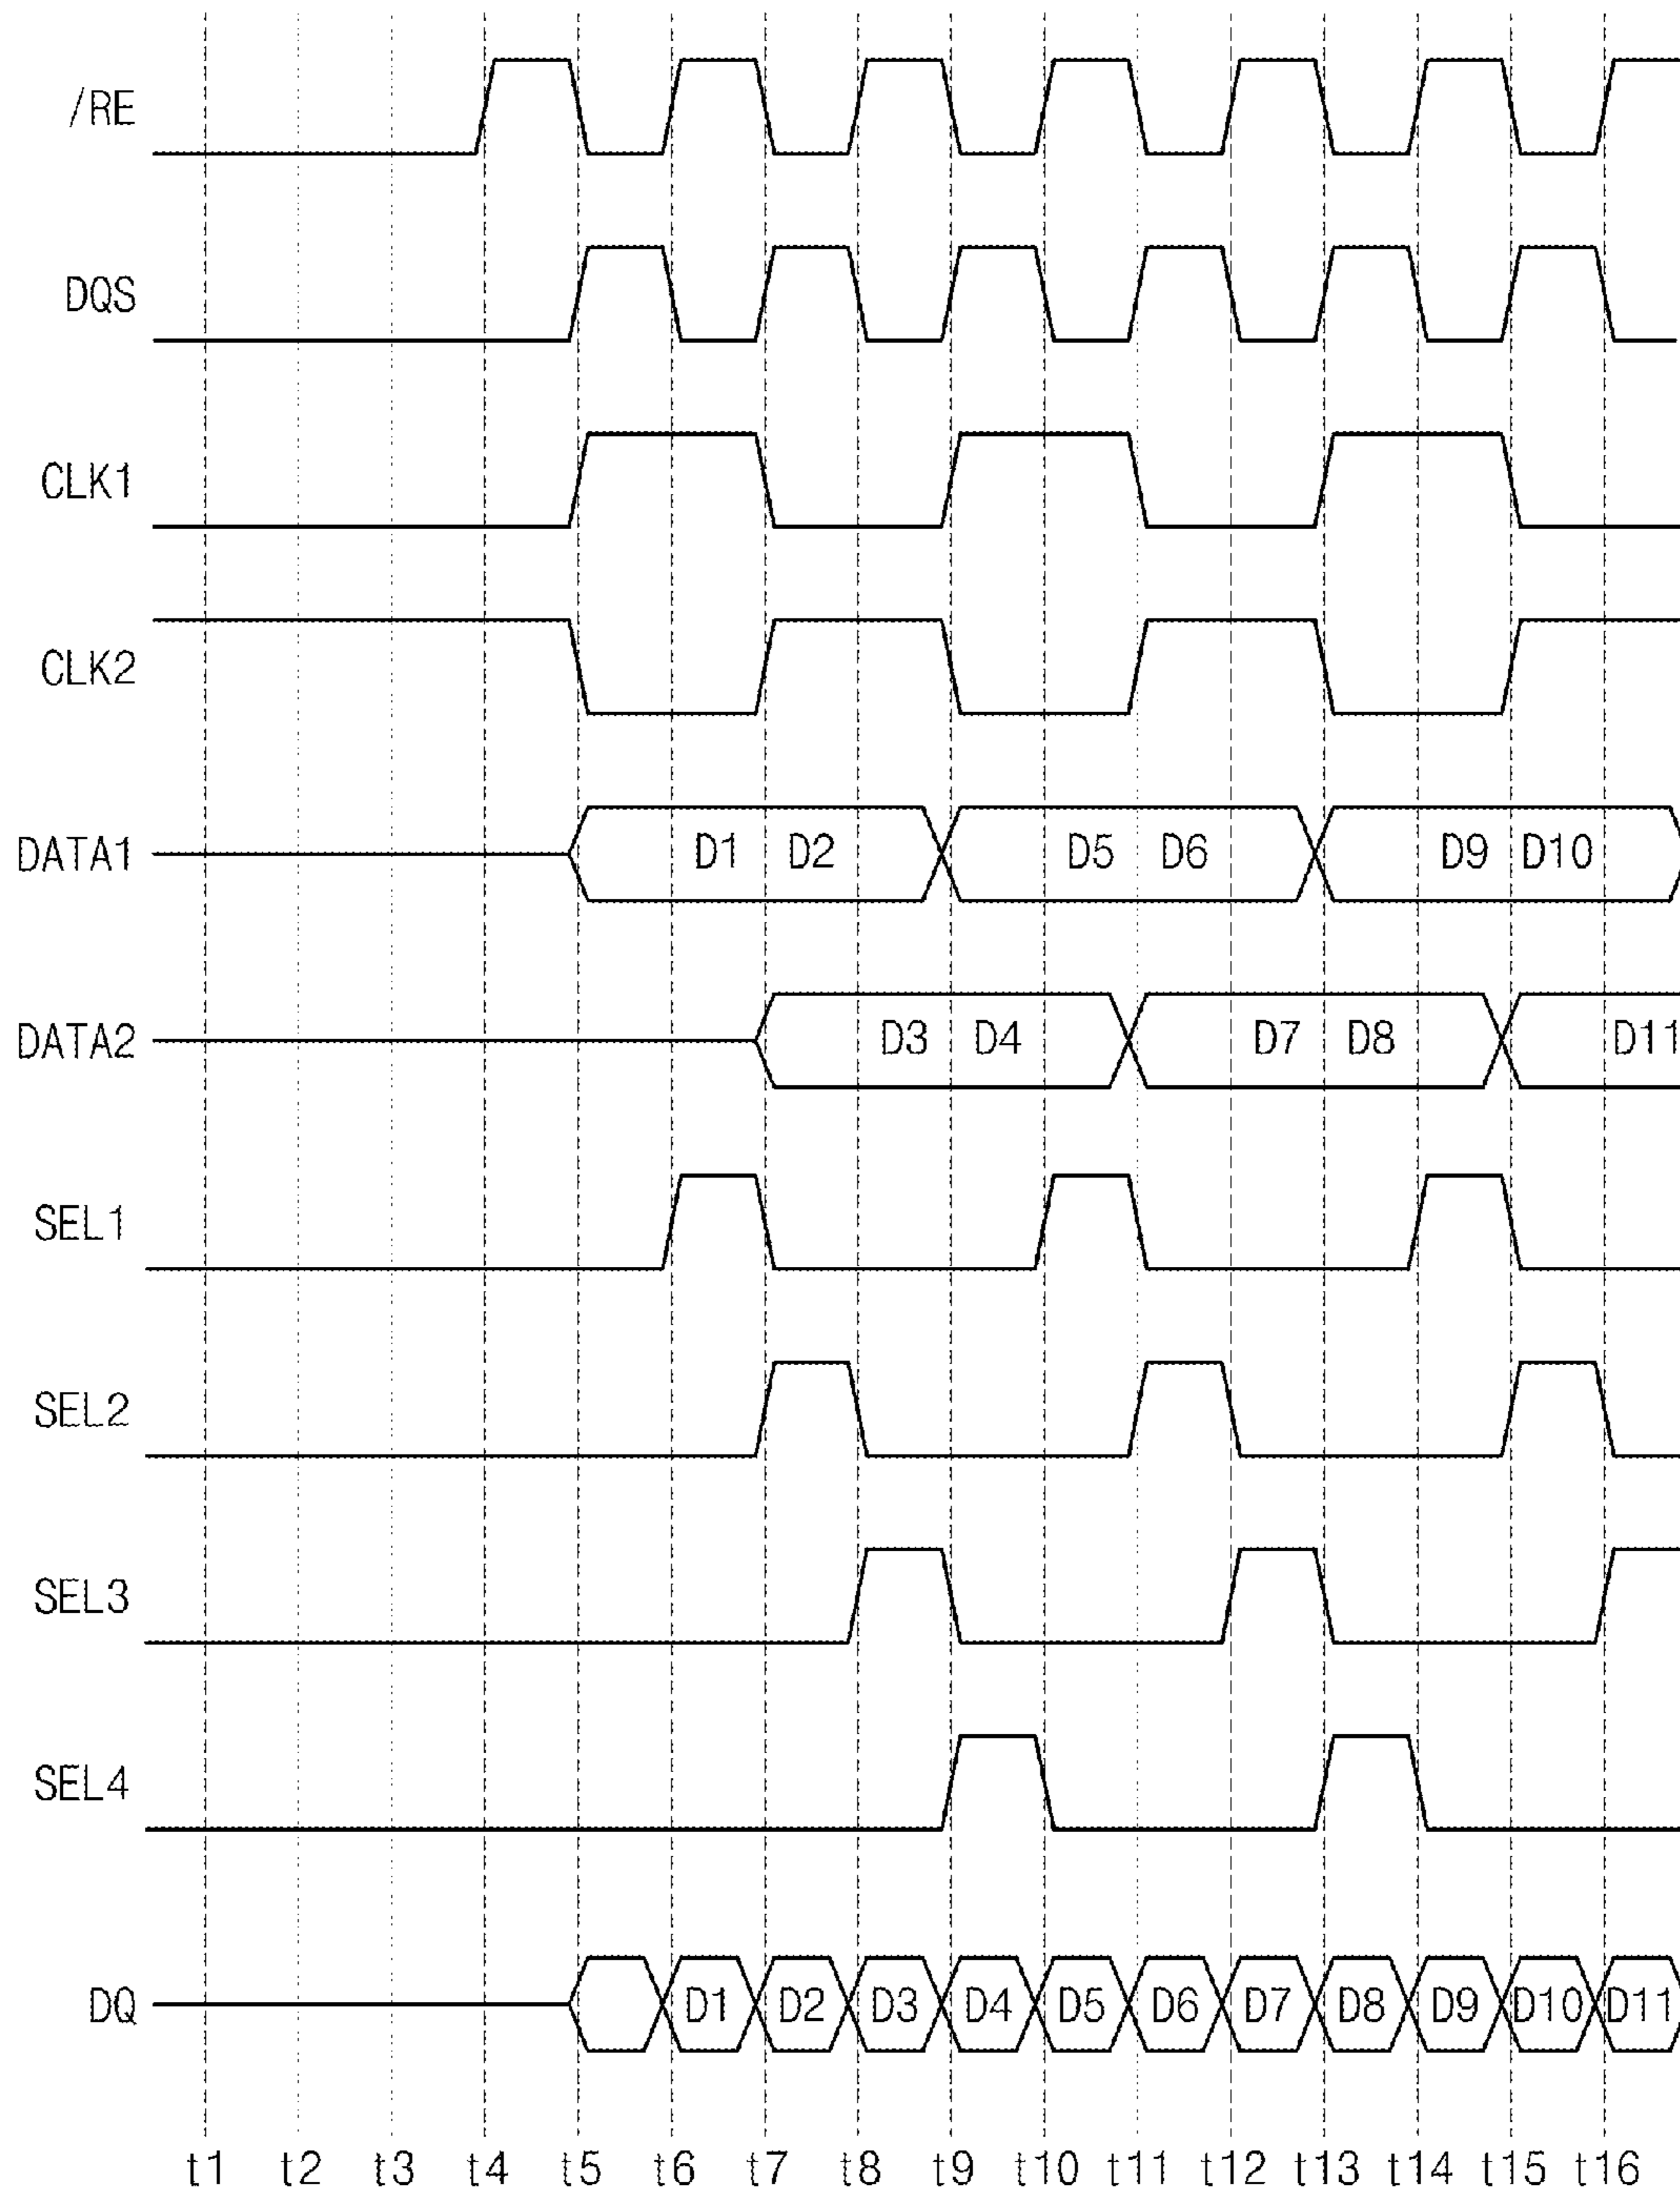 /RE
DQS
CLK1
CLK2
DATA1 D1 D2 D5 D6 D9 D10
DATA2 D3 D4 D7 D8 D11
SEL1
SEL2
SEL3
SEL4
DQ D1 D2 D3 D4 D5 D6 D7 D8 D9 D10 D11
t1 t2 t3 t4 t5 t6 t7 t8 t9 t10 t11 t12 t13 t14 t15 t16